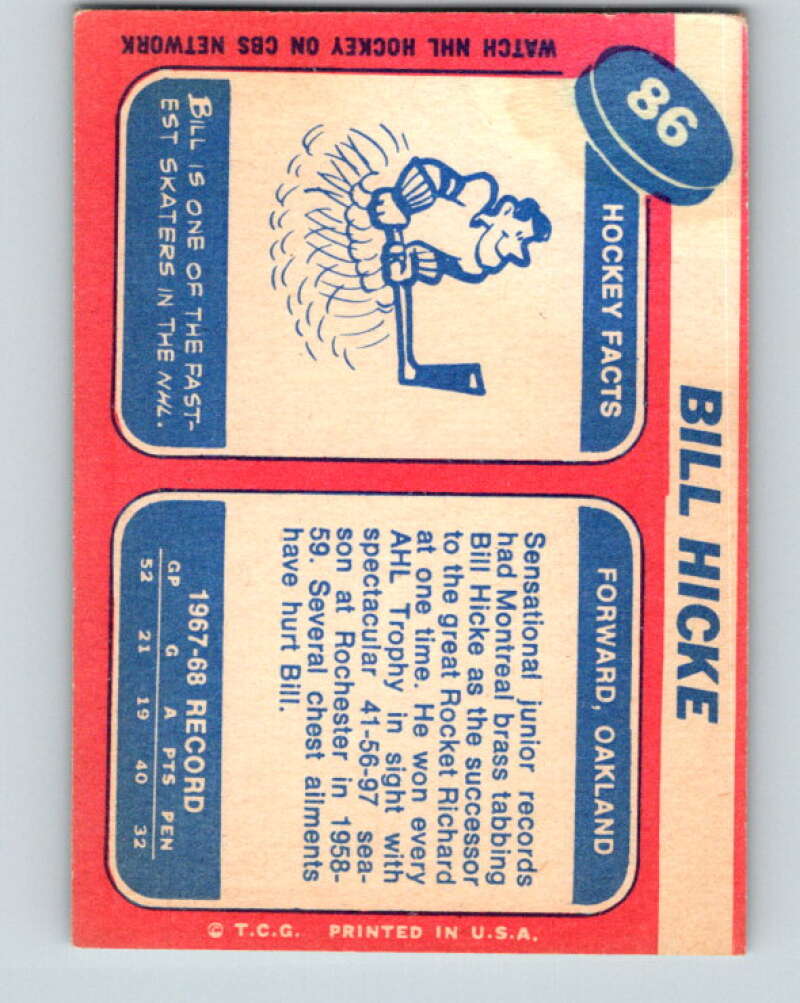 86
BILL HICKE
HOCKEY FACTS
BILL IS ONE OF THE FAST-
EST SKATERS IN THE NHL.
FORWARD, OAKLAND
Sensational junior records
had Montreal brass tabbing
Bill Hicke as the successor
to the great Rocket Richard
at one time. He won every
AHL Trophy in sight with
spectacular 41-56-97 sea-
son at Rochester in 1958-
59. Several chest ailments
have hurt Bill.
1967-68 RECORD
GP G A PTS PEN
52 21 19 40 32
WATCH NHL HOCKEY ON CBS NETWORK
© T.C.G. PRINTED IN U.S.A.